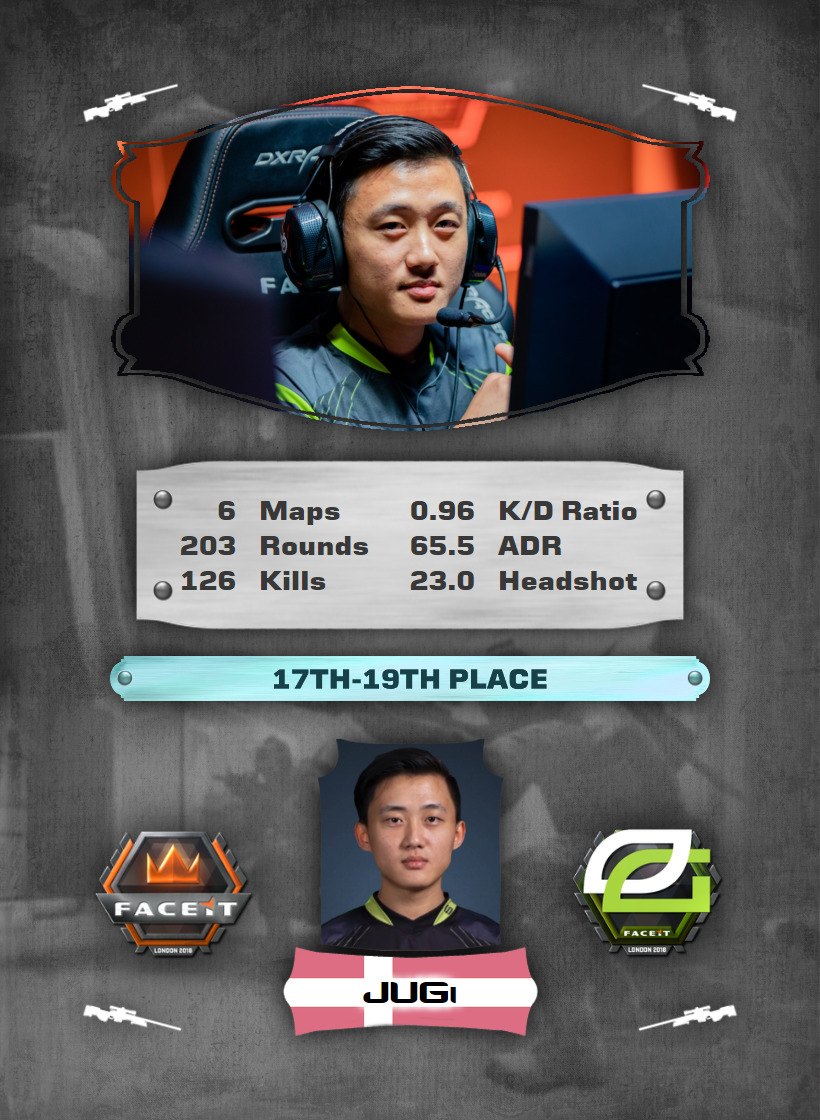 DXRA
FA
6 Maps 0.96 K/D Ratio
203 Rounds 65.5 ADR
126 Kills 23.0 Headshot
17TH-19TH PLACE
FACEIT
LONDON 2018
FACEIT
LONDON 2018
JUGi